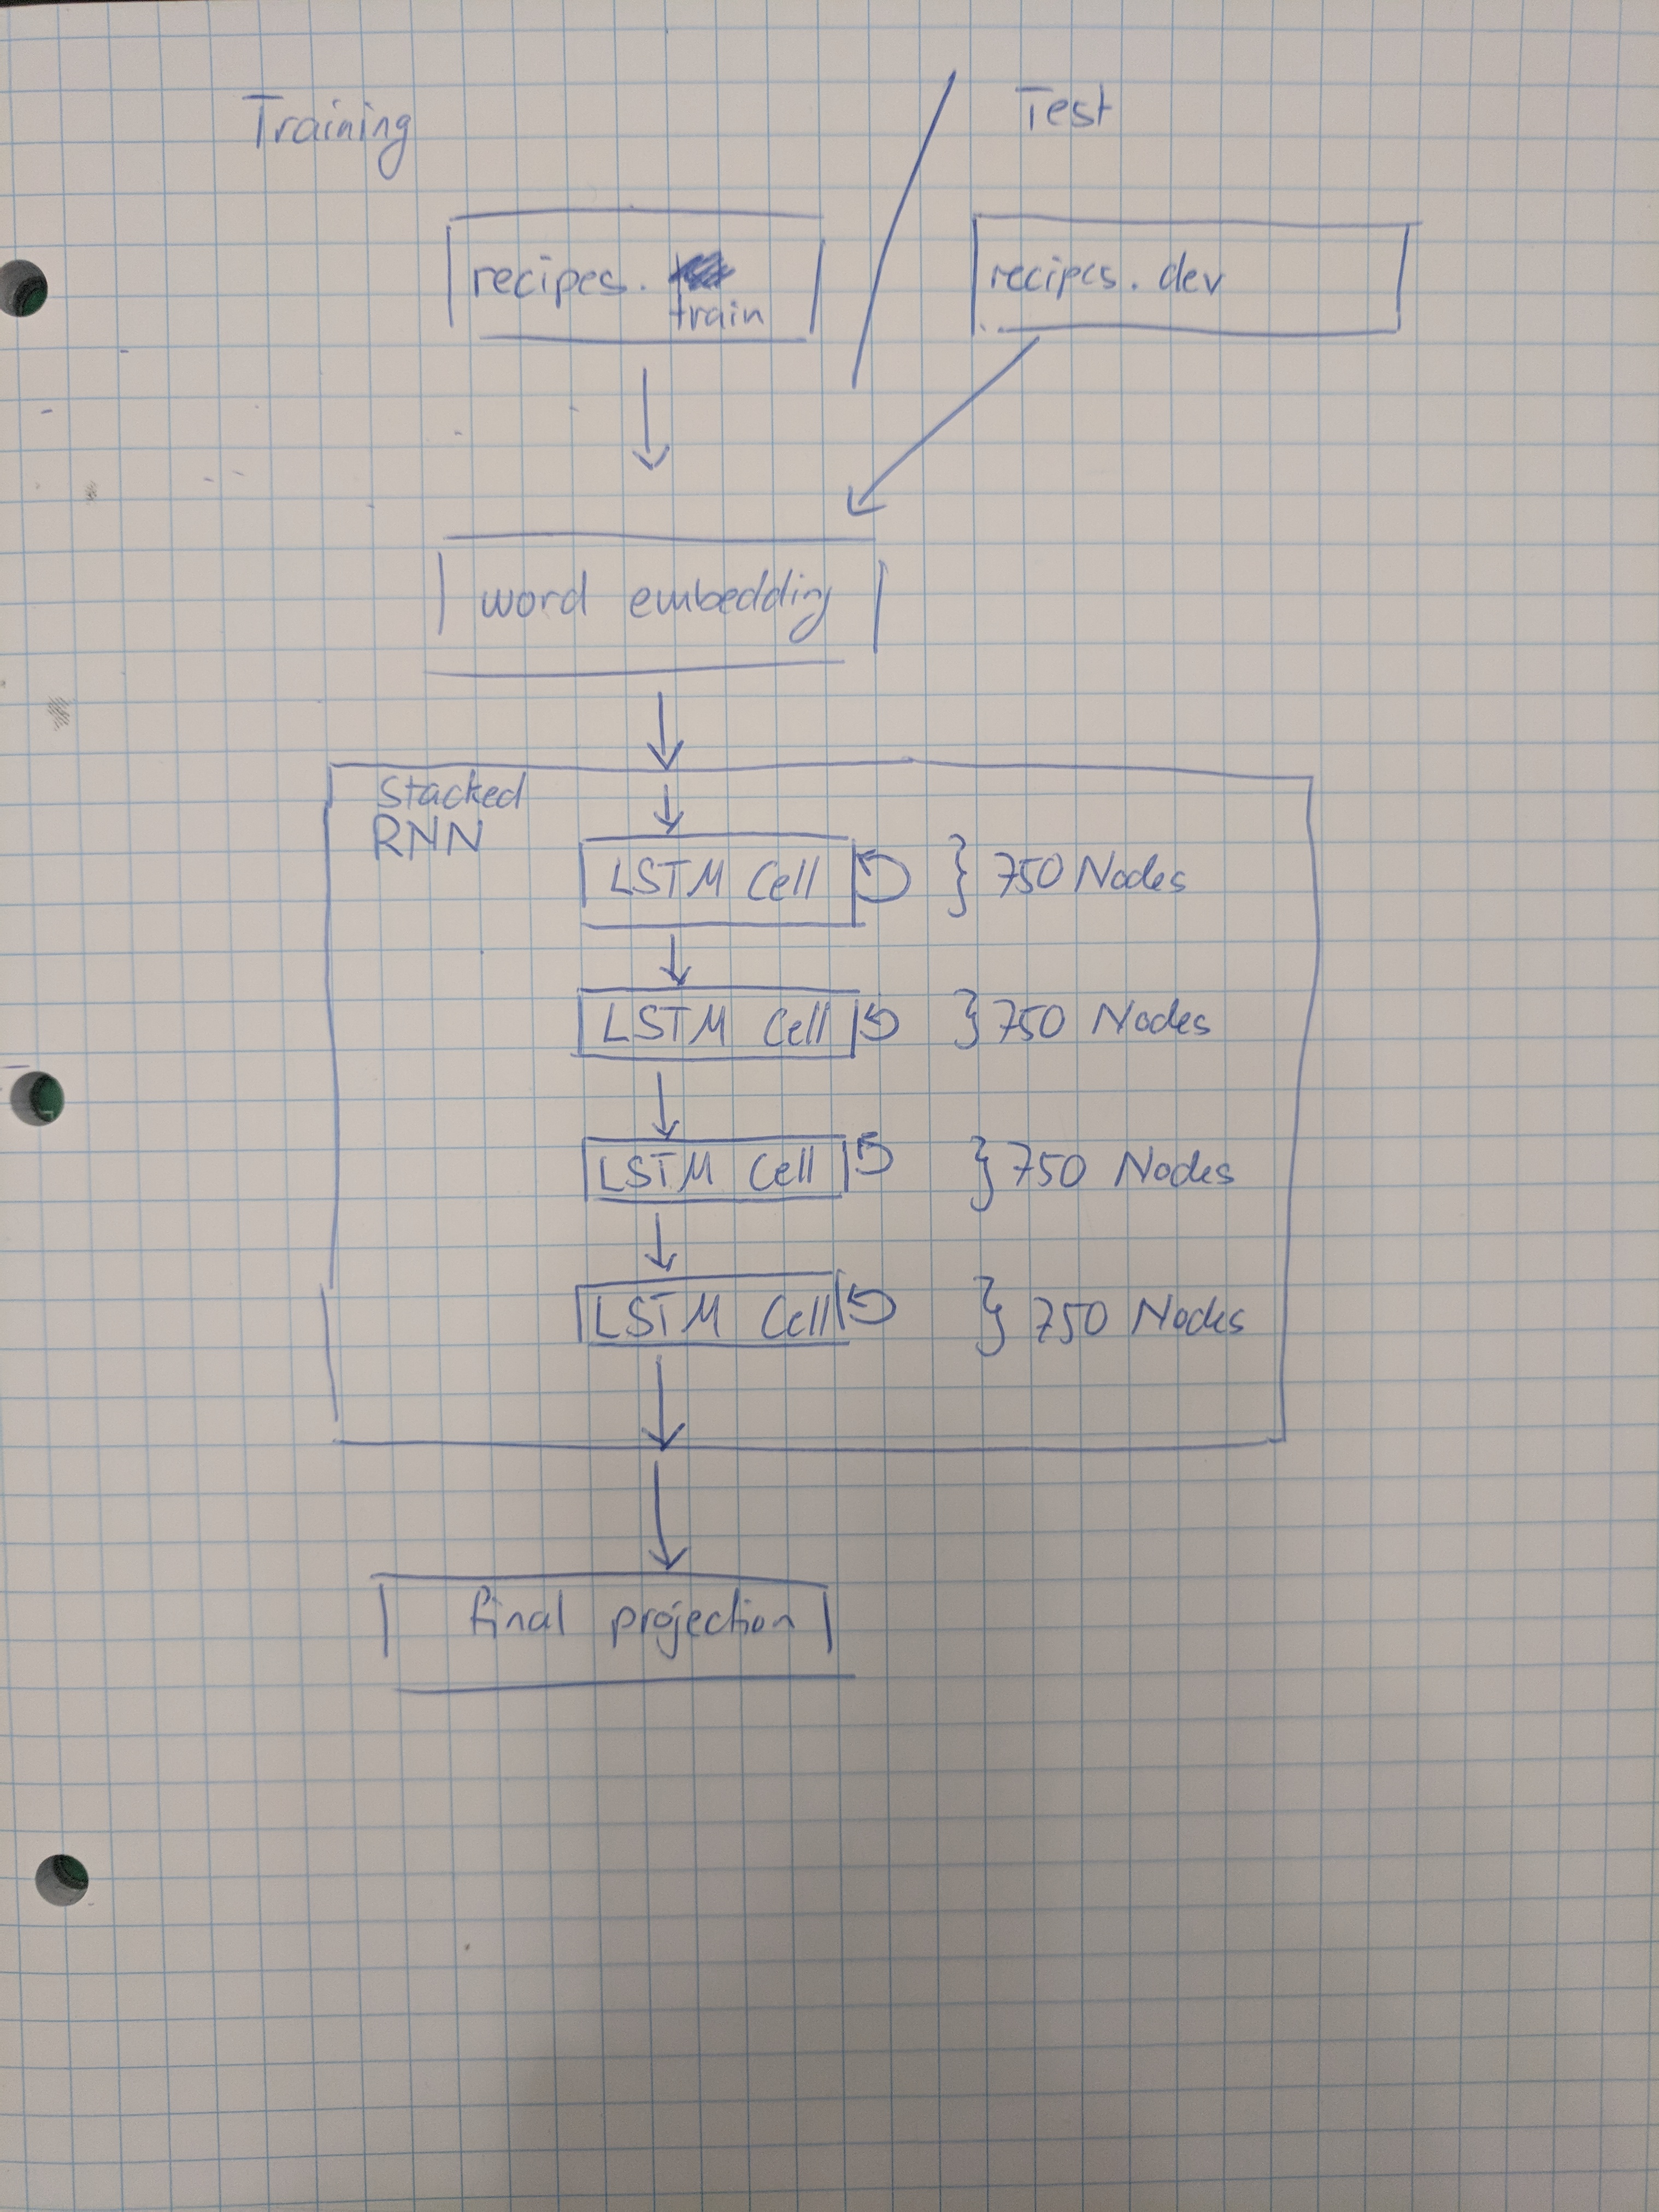 Training
Test
recipes.
train
recipes.dev
word embedding
Stacked
RNN
LSTM Cell } 750 Nodes
LSTM Cell } 750 Nodes
LSTM Cell } 750 Nodes
LSTM Cell } 750 Nodes
final projection